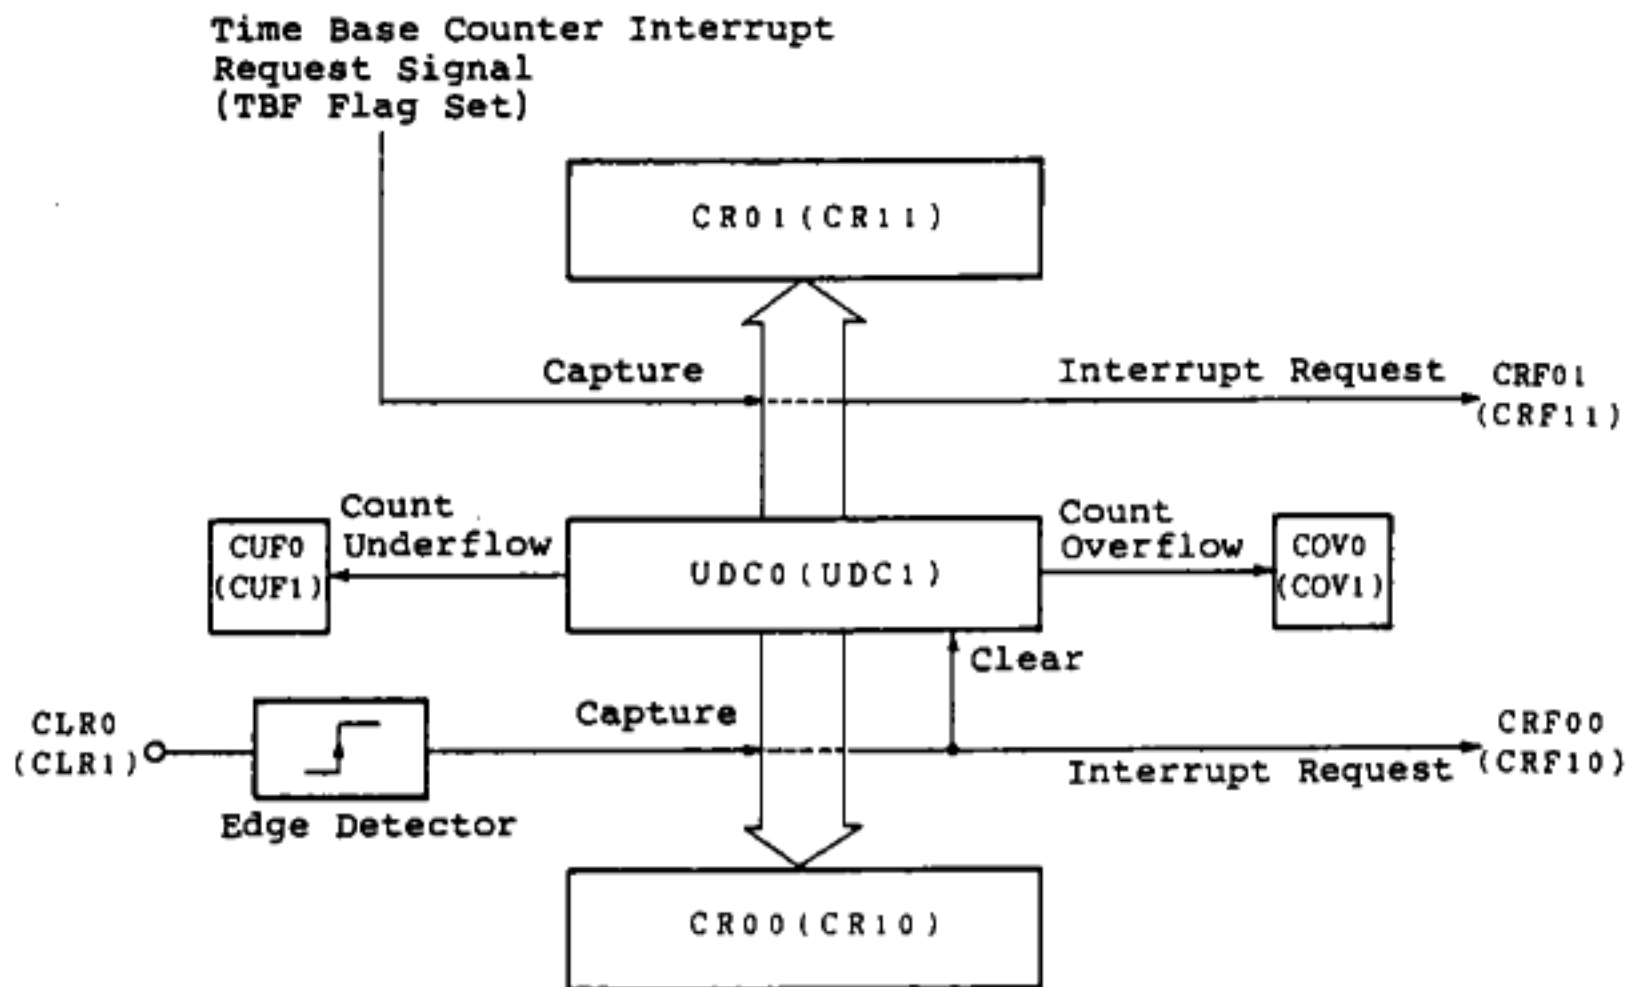 Time Base Counter Interrupt
Request Signal
(TBF Flag Set)
CR01(CR11)
Capture
Interrupt Request
CRF01
(CRF11)
Count
Underflow
CUF0
(CUF1)
UDC0(UDC1)
Count
Overflow
COV0
(COV1)
Clear
CLR0
(CLR1)
Capture
CRF00
(CRF10)
Interrupt Request
Edge Detector
CR00(CR10)